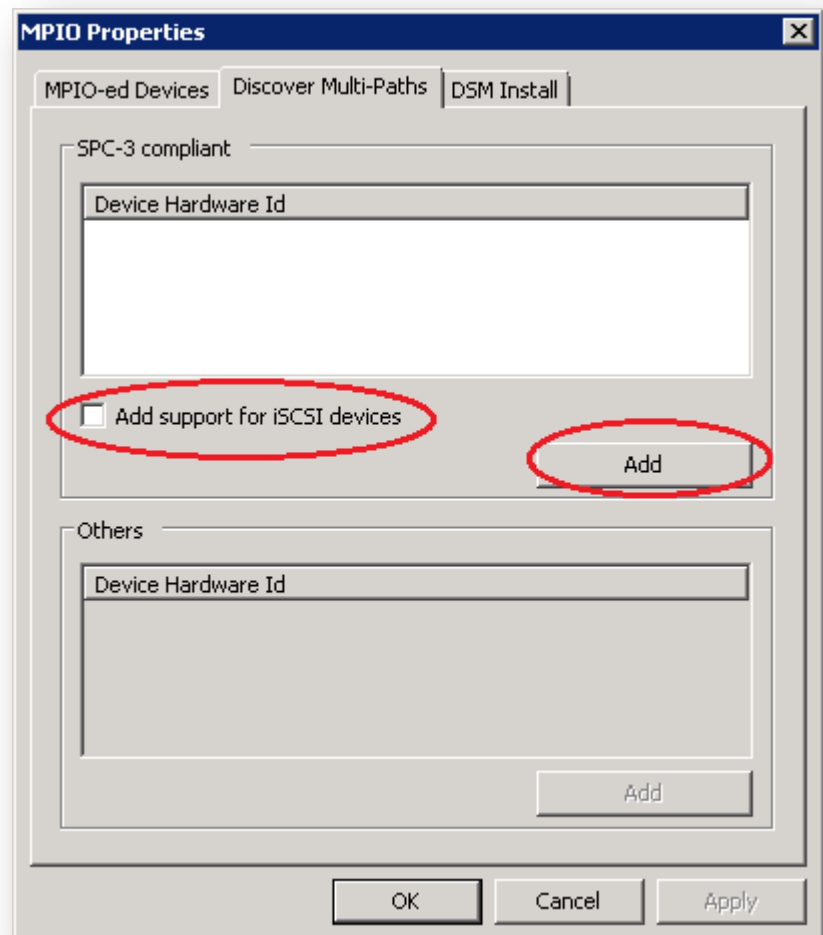 MPIO Properties
MPIO-ed Devices Discover Multi-Paths DSM Install
SPC-3 compliant
Device Hardware Id
Add support for iSCSI devices
Add
Others
Device Hardware Id
Add
OK Cancel Apply